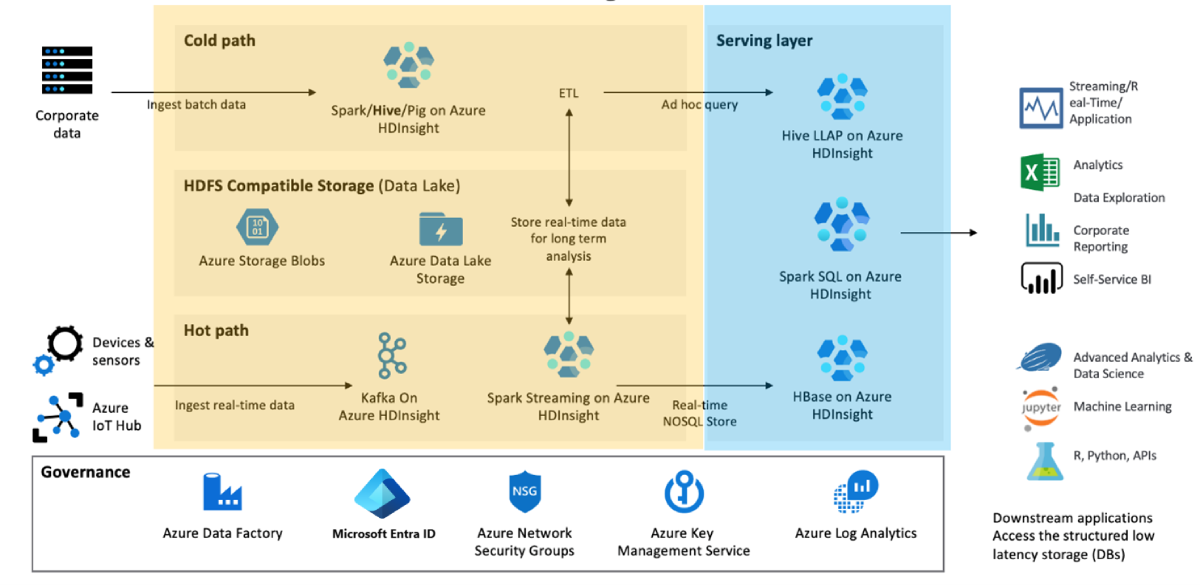 Cold path
Serving layer
Corporate
data
Ingest batch data
Spark/Hive/Pig on Azure
HDInsight
ETL
Ad hoc query
Hive LLAP on Azure
HDInsight
Streaming/R
eal-Time/
Application
Analytics
Data Exploration
Corporate
Reporting
Self-Service BI
HDFS Compatible Storage (Data Lake)
10
01
Azure Storage Blobs
Azure Data Lake
Storage
Store real-time data
for long term
analysis
Spark SQL on Azure
HDInsight
Hot path
Devices &
sensors
Azure
IoT Hub
Ingest real-time data
Kafka On
Azure HDInsight
Spark Streaming on Azure
HDInsight
Real-time
NOSQL Store
HBase on Azure
HDInsight
Advanced Analytics &
Data Science
jupyter
Machine Learning
R, Python, APIs
Governance
Azure Data Factory
Microsoft Entra ID
NSG
Azure Network
Security Groups
Azure Key
Management Service
Azure Log Analytics
Downstream applications
Access the structured low
latency storage (DBs)